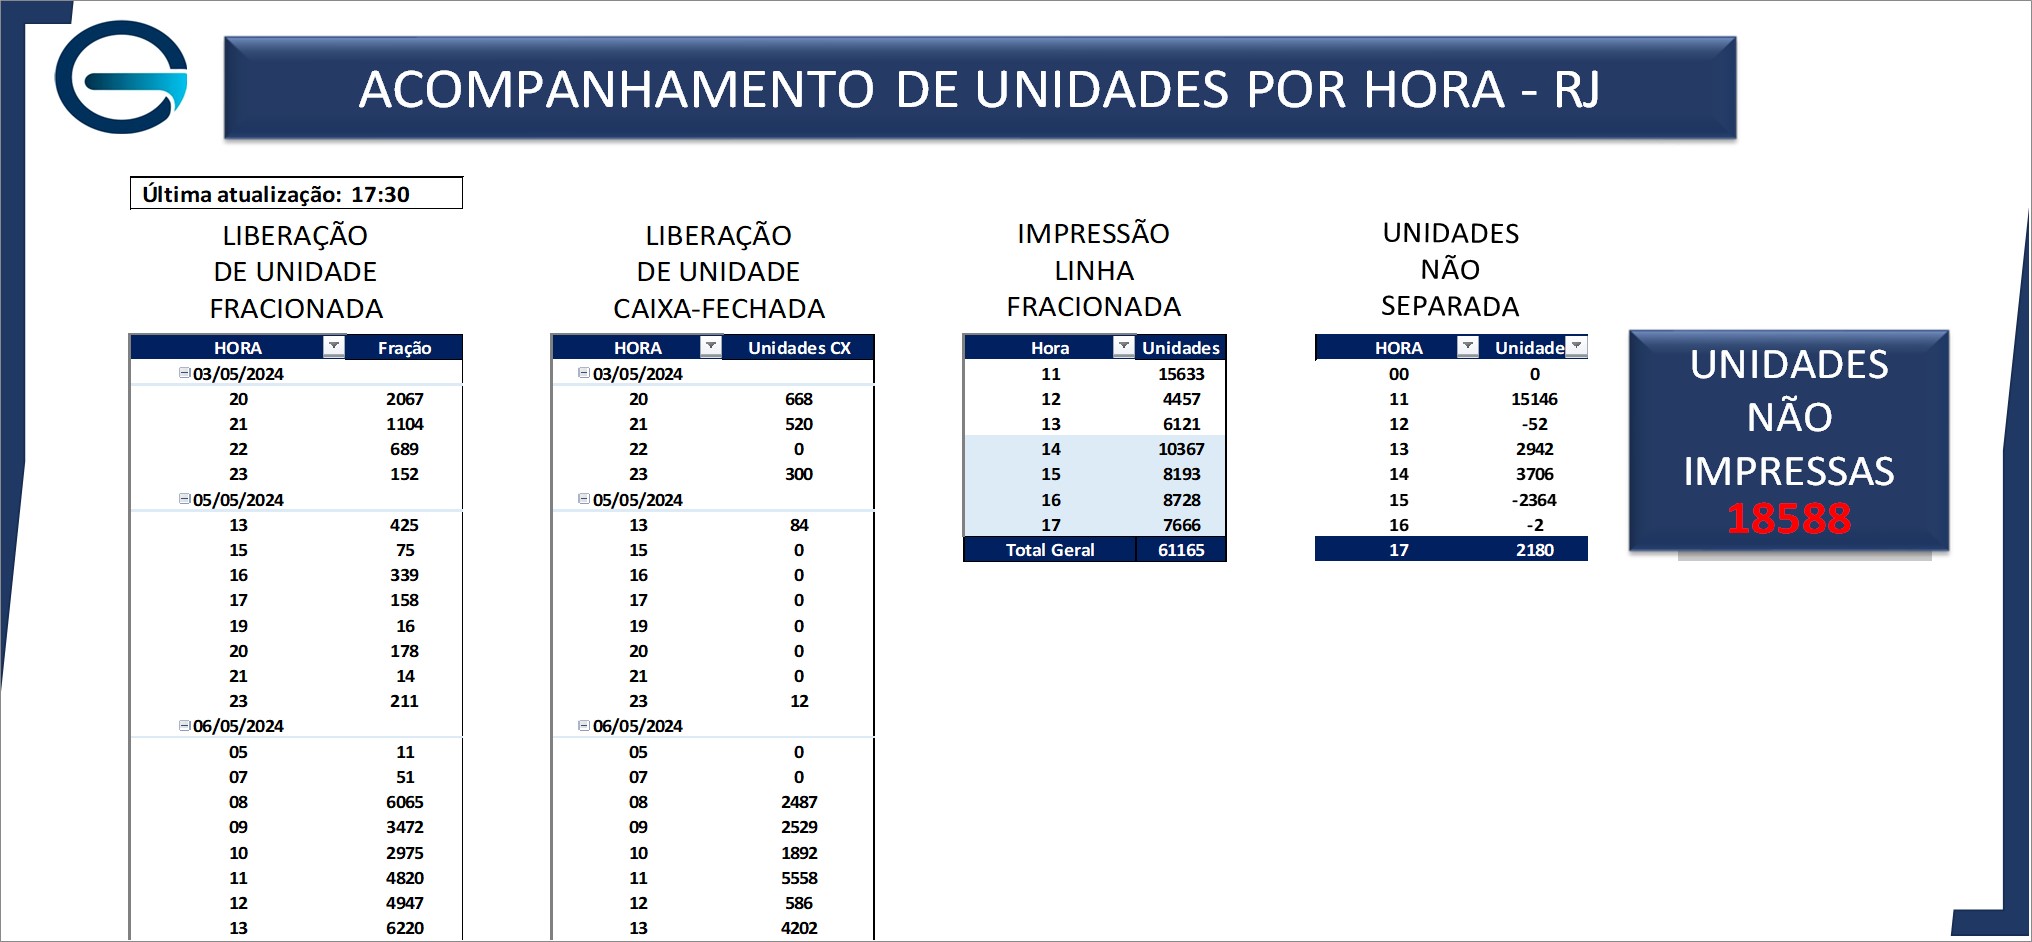 ACOMPANHAMENTO DE UNIDADES POR HORA - RJ
Última atualização: 17:30
LIBERAÇÃO
DE UNIDADE
FRACIONADA
HORA Fração
03/05/2024
20 2067
21 1104
22 689
23 152
05/05/2024
13 425
15 75
16 339
17 158
19 16
20 178
21 14
23 211
06/05/2024
05 11
07 51
08 6065
09 3472
10 2975
11 4820
12 4947
13 6220
LIBERAÇÃO
DE UNIDADE
CAIXA-FECHADA
HORA Unidades CX
03/05/2024
20 668
21 520
22 0
23 300
05/05/2024
13 84
15 0
16 0
17 0
19 0
20 0
21 0
23 12
06/05/2024
05 0
07 0
08 2487
09 2529
10 1892
11 5558
12 586
13 4202
IMPRESSÃO
LINHA
FRACIONADA
Hora Unidades
11 15633
12 4457
13 6121
14 10367
15 8193
16 8728
17 7666
Total Geral 61165
UNIDADES
NÃO
SEPARADA
HORA Unidade
00 0
11 15146
12 -52
13 2942
14 3706
15 -2364
16 -2
17 2180
UNIDADES
NÃO
IMPRESSAS
18588